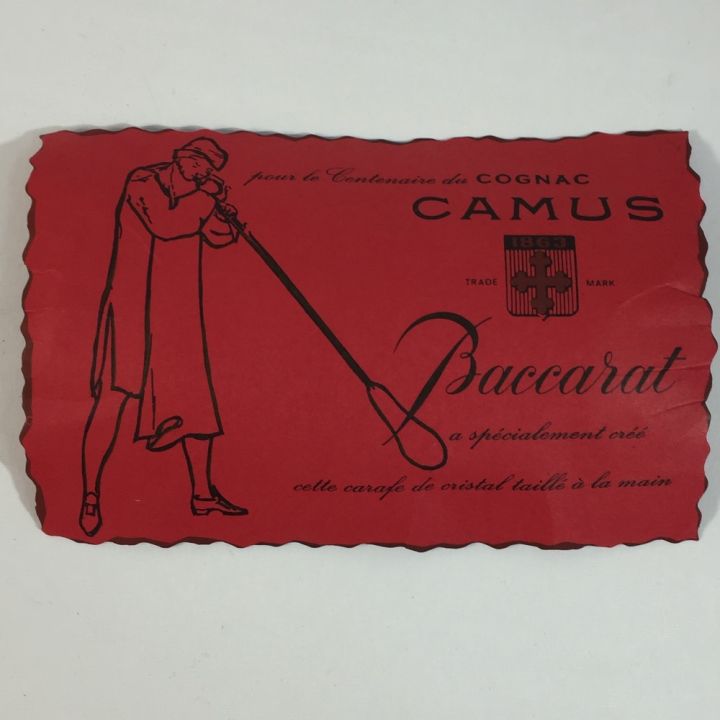 pour le Centenaire du COGNAC
CAMUS
1863
TRADE MARK
Baccarat
a spécialement créé
cette carafe de cristal taillé à la main